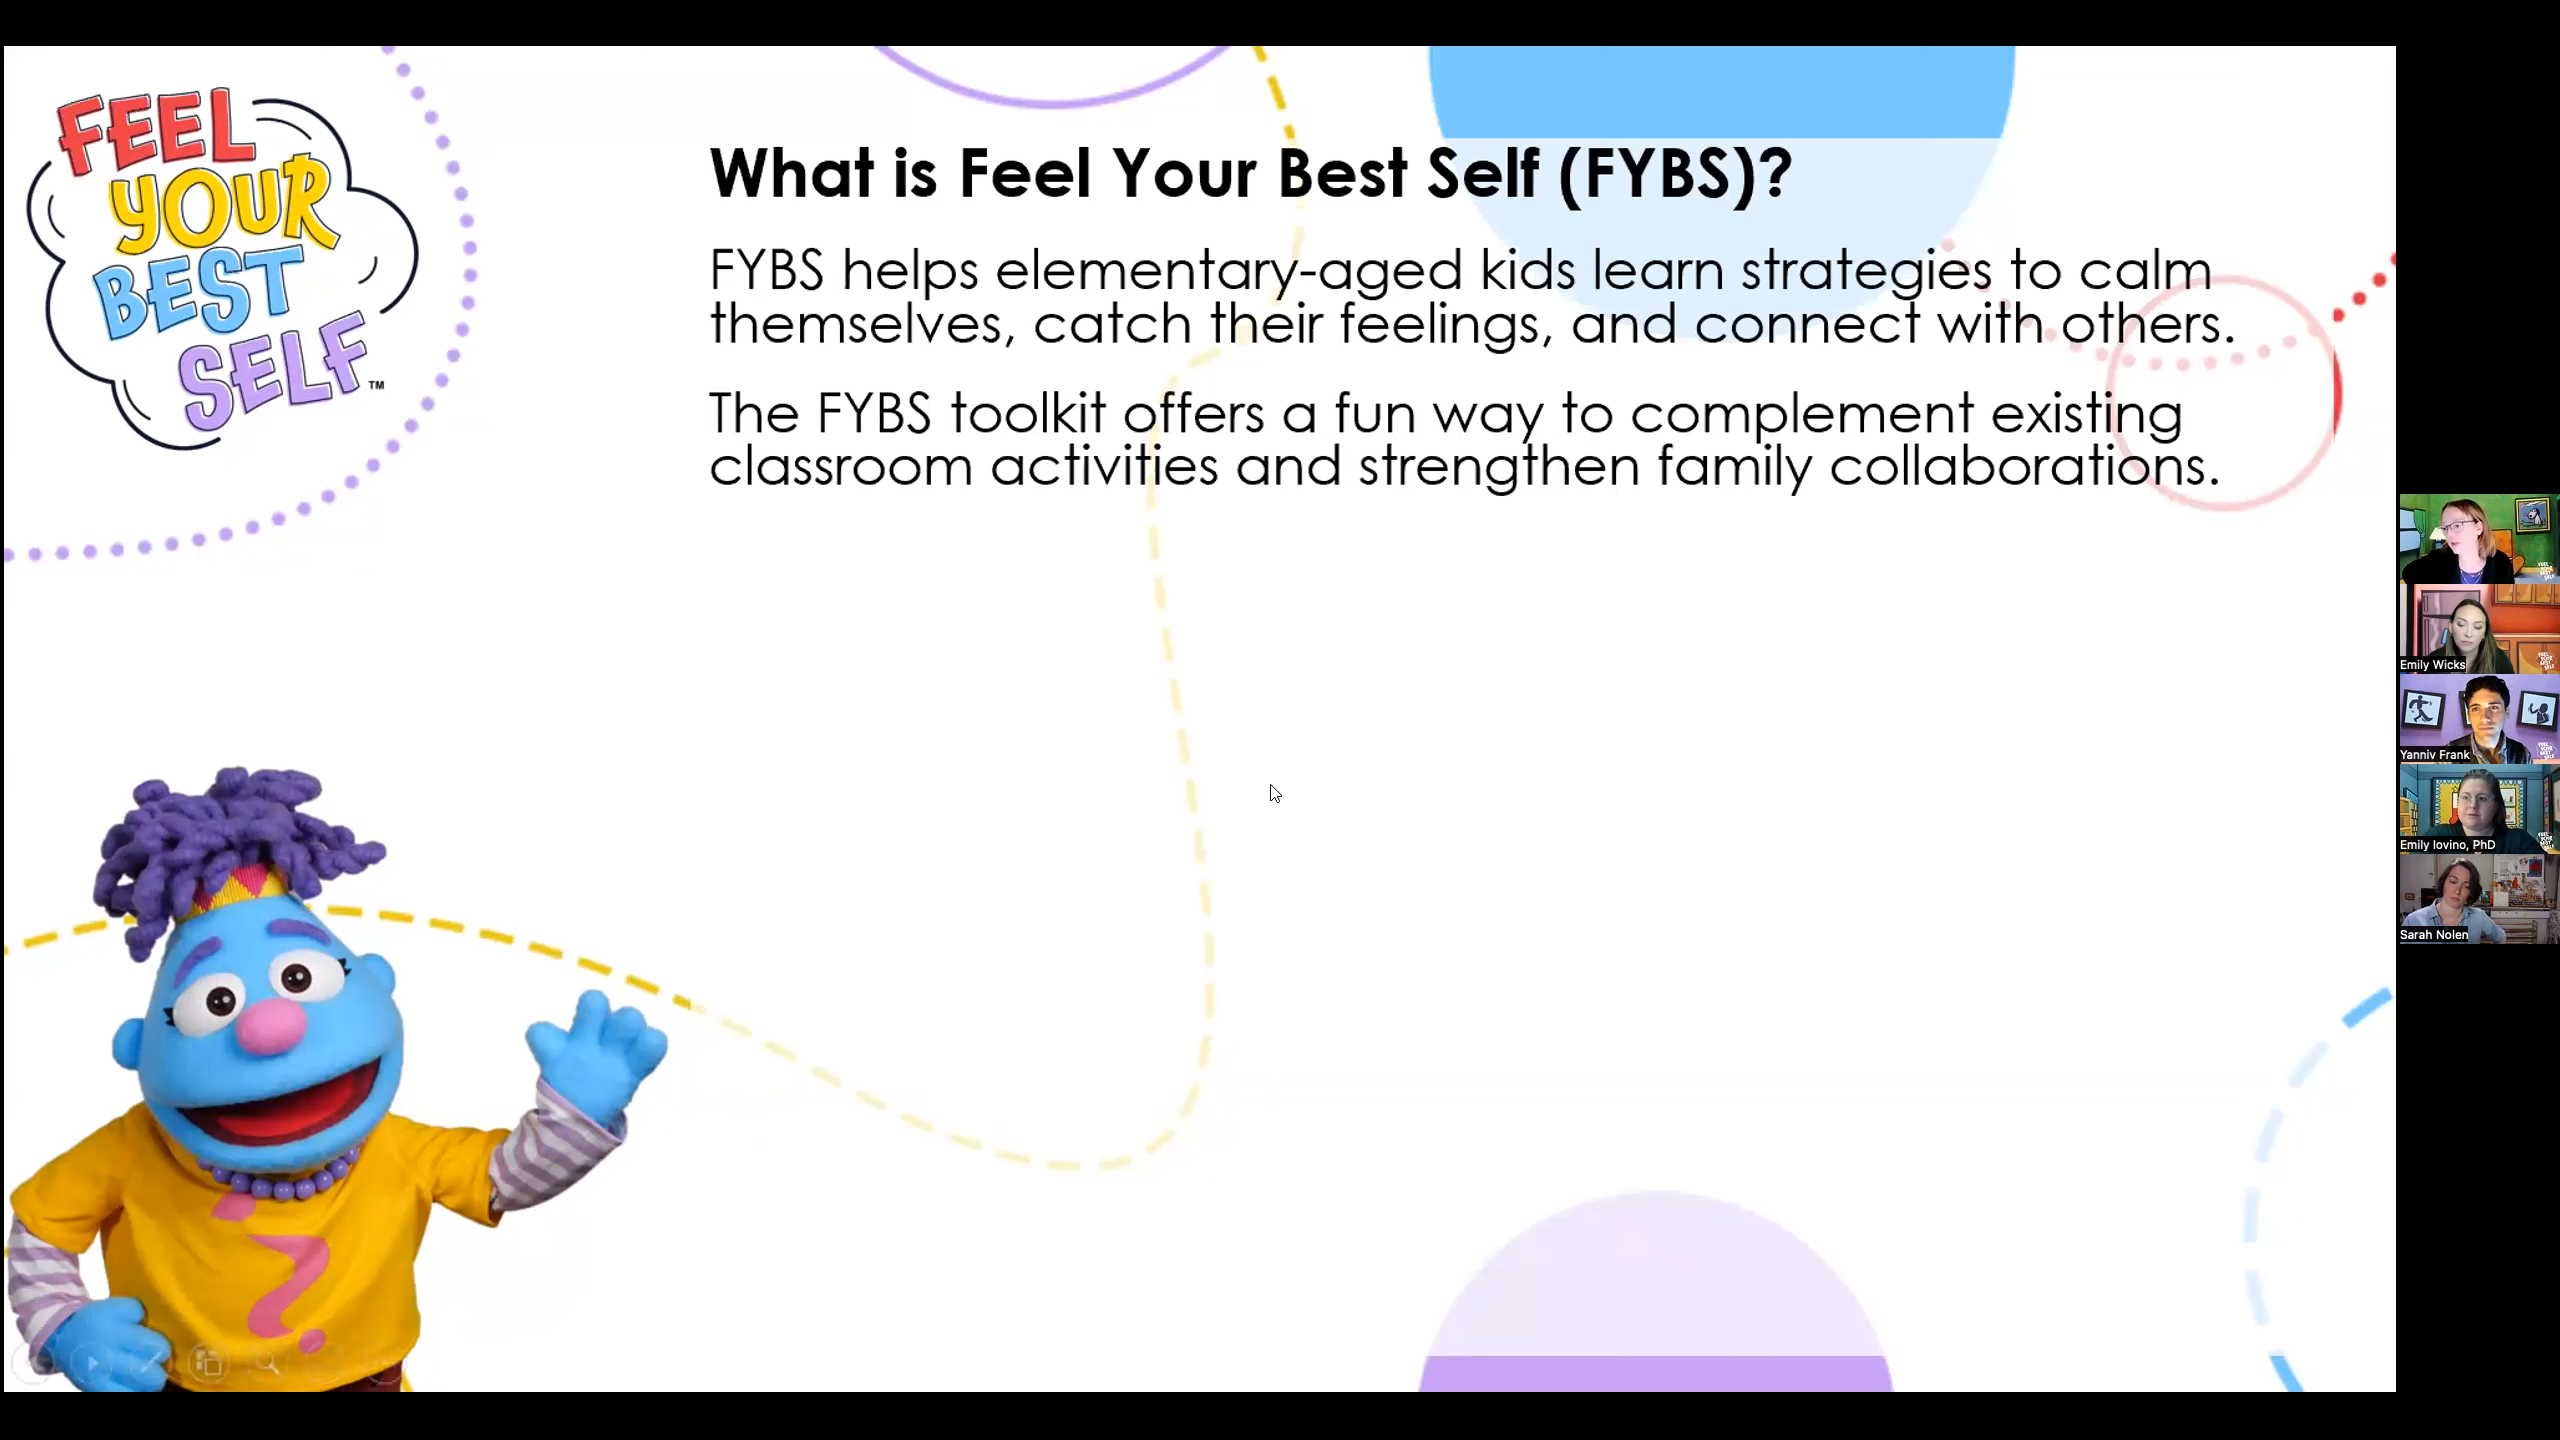 FEEL
YOUR
BEST
SELF™
What is Feel Your Best Self (FYBS)?
FYBS helps elementary-aged kids learn strategies to calm
themselves, catch their feelings, and connect with others.
The FYBS toolkit offers a fun way to complement existing
classroom activities and strengthen family collaborations.
Emily Wicks
Yanniv Frank
Emily Iovino, PhD
Sarah Nolen